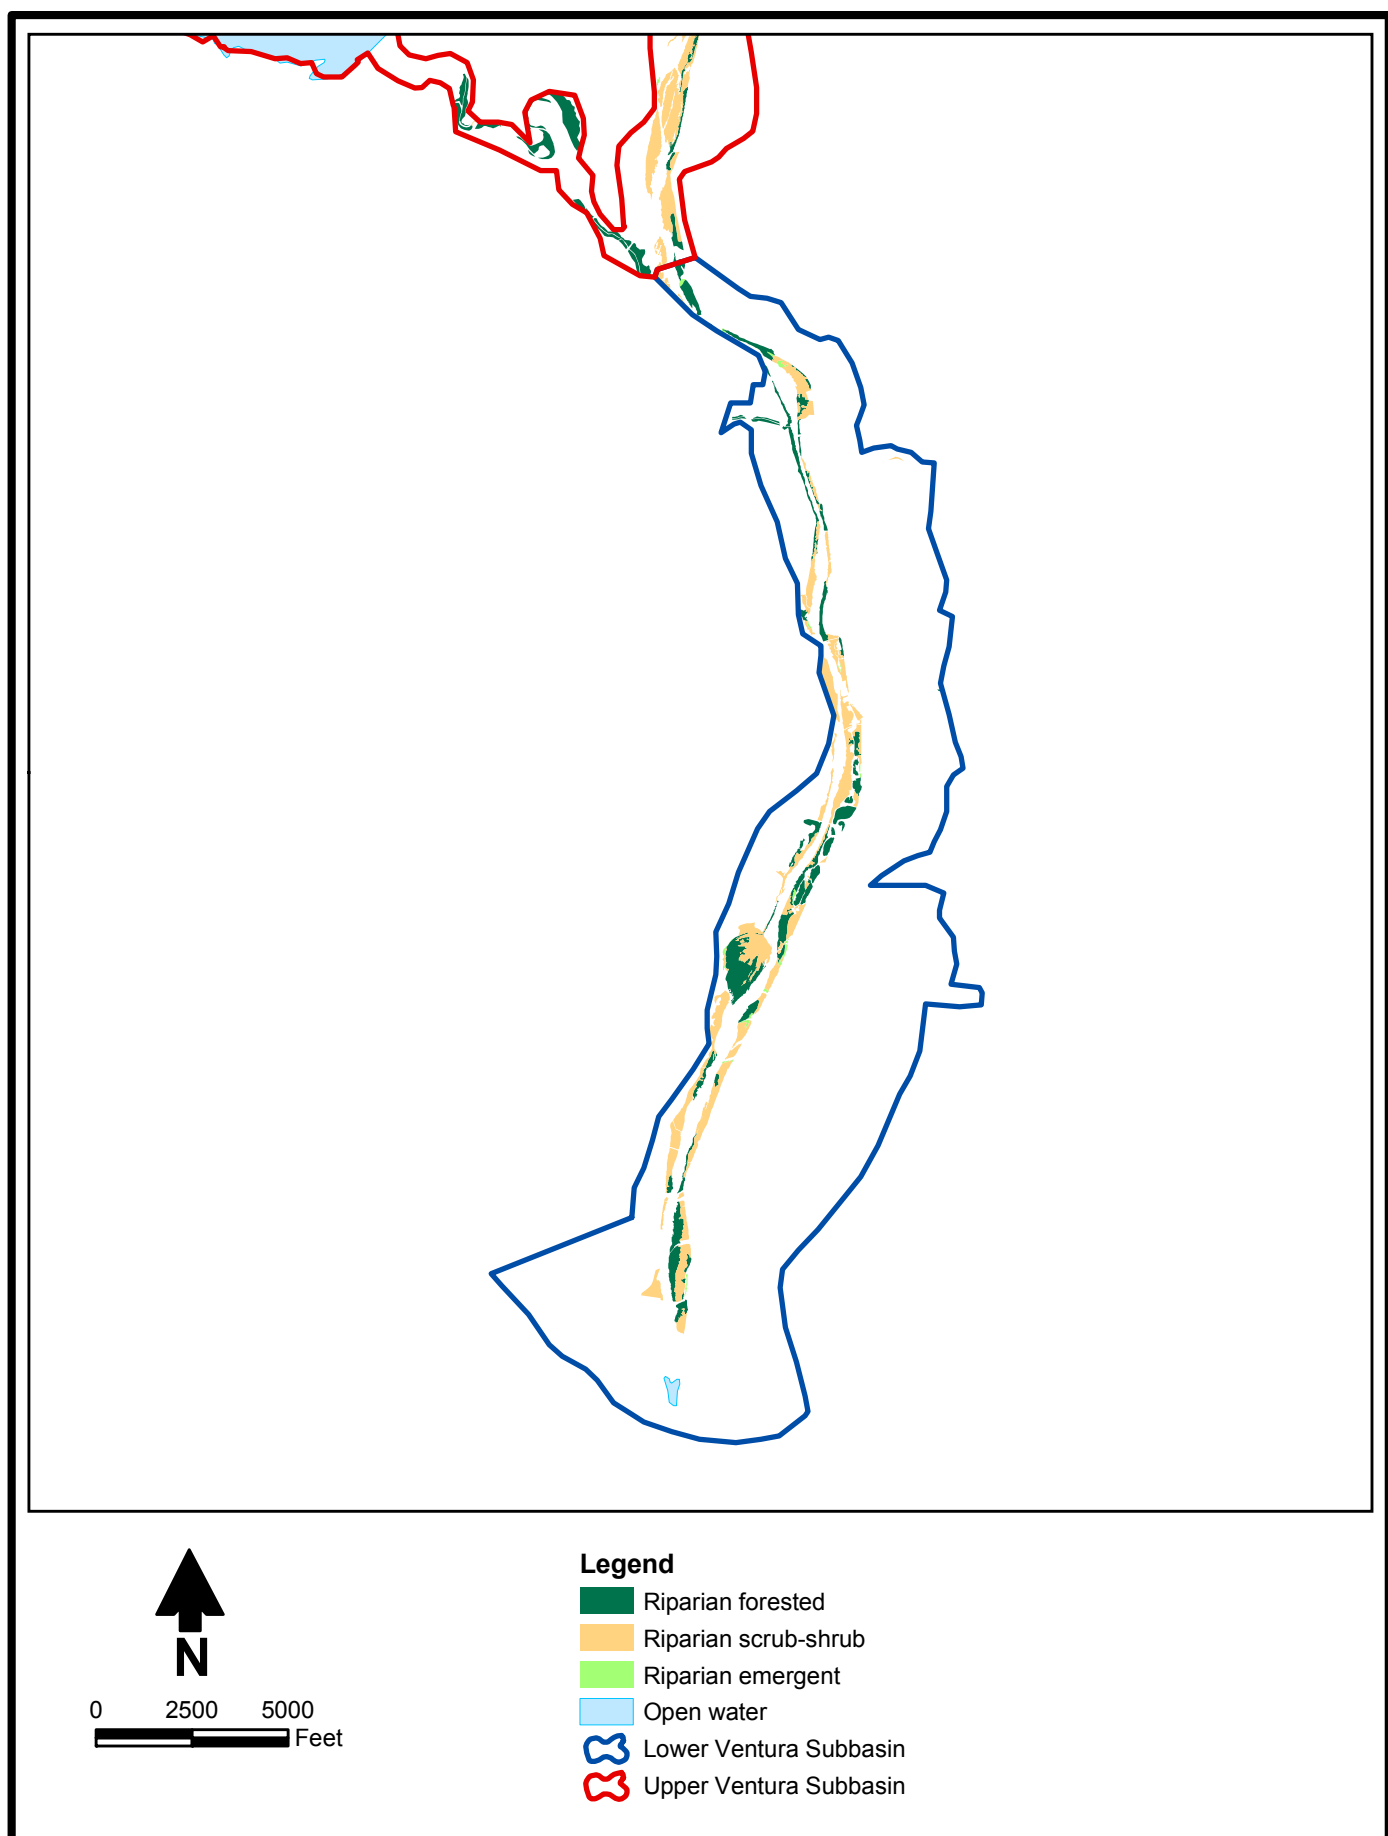 N
0 2500 5000
Feet
Legend
Riparian forested
Riparian scrub-shrub
Riparian emergent
Open water
Lower Ventura Subbasin
Upper Ventura Subbasin